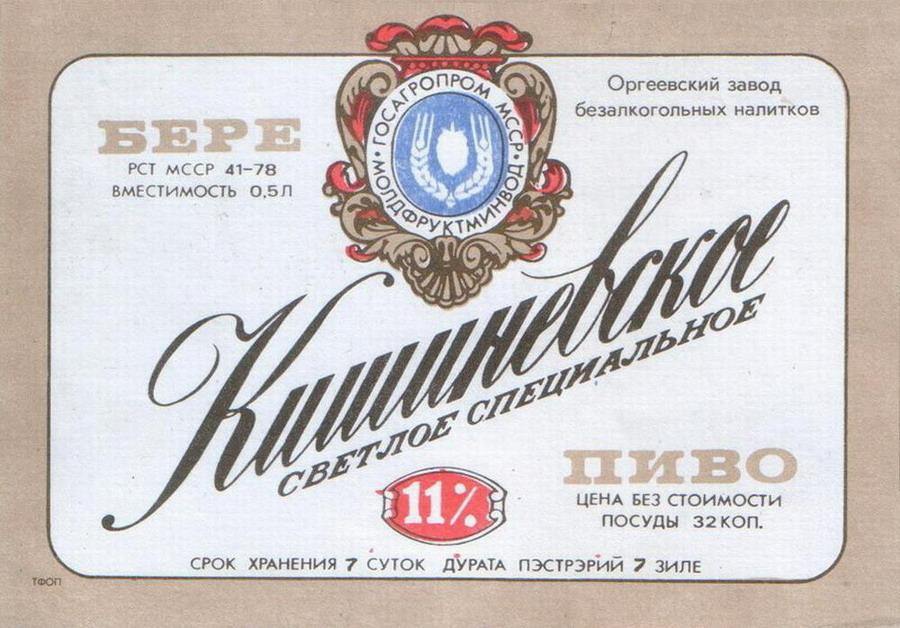 Оргеевский завод
безалкогольных налитков
БЕРЕ
РСТ МССР 41-78
ВМЕСТИМОСТЬ 0,5Л
ГОСАГРОПРОМ МССР
МОЛДФРУКТМИНВОД
Кишиневское
СВЕТЛОЕ СПЕЦИАЛЬНОЕ
11%
ПИВО
ЦЕНА БЕЗ СТОИМОСТИ
ПОСУДЫ 32 КОП.
СРОК ХРАНЕНИЯ 7 СУТОК ДУРАТА ПЭСТРЭРИЙ 7 ЗИЛЕ
ТФОП